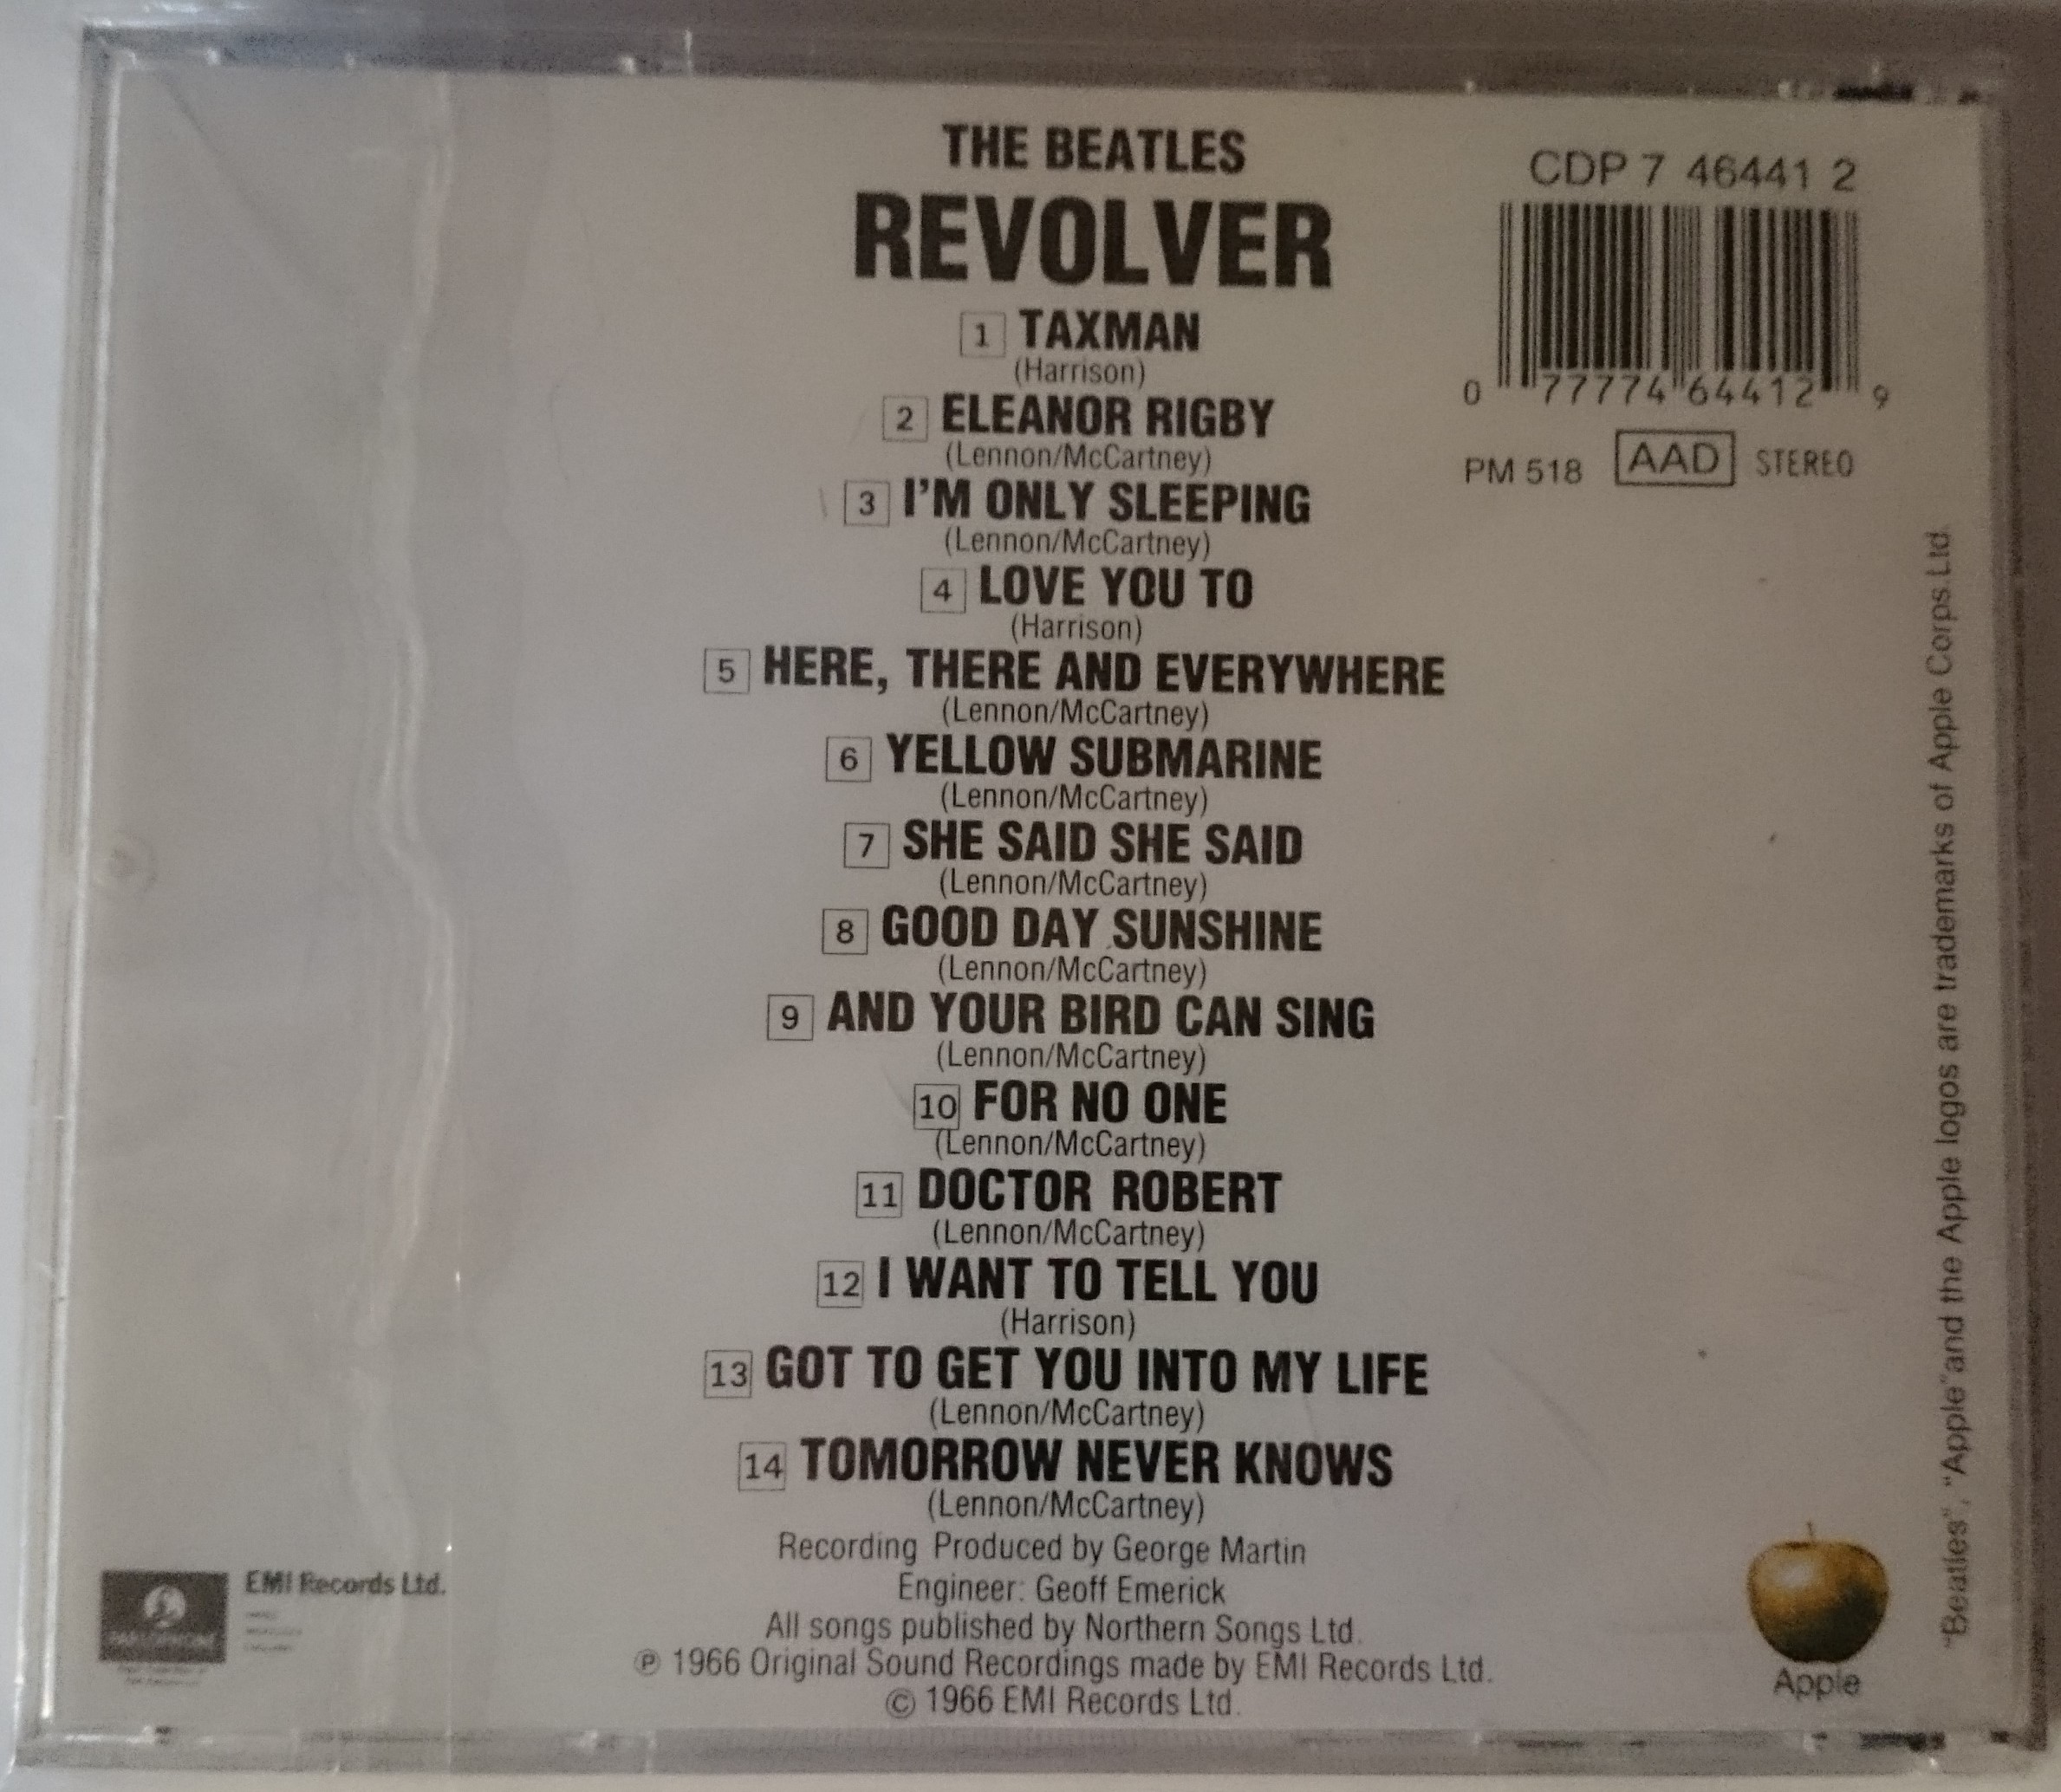 THE BEATLES
REVOLVER
1 TAXMAN
(Harrison)
2 ELEANOR RIGBY
(Lennon/McCartney)
3 I'M ONLY SLEEPING
(Lennon/McCartney)
4 LOVE YOU TO
(Harrison)
5 HERE, THERE AND EVERYWHERE
(Lennon/McCartney)
6 YELLOW SUBMARINE
(Lennon/McCartney)
7 SHE SAID SHE SAID
(Lennon/McCartney)
8 GOOD DAY SUNSHINE
(Lennon/McCartney)
9 AND YOUR BIRD CAN SING
(Lennon/McCartney)
10 FOR NO ONE
(Lennon/McCartney)
11 DOCTOR ROBERT
(Lennon/McCartney)
12 I WANT TO TELL YOU
(Harrison)
13 GOT TO GET YOU INTO MY LIFE
(Lennon/McCartney)
14 TOMORROW NEVER KNOWS
(Lennon/McCartney)
Recording Produced by George Martin
Engineer: Geoff Emerick
All songs published by Northern Songs Ltd.
℗ 1966 Original Sound Recordings made by EMI Records Ltd.
© 1966 EMI Records Ltd.
CDP 7 46441 2
0 77774 64412 9
PM 518 AAD STEREO
"Beatles", "Apple" and the Apple logos are trademarks of Apple Corps Ltd.
Apple
EMI Records Ltd.